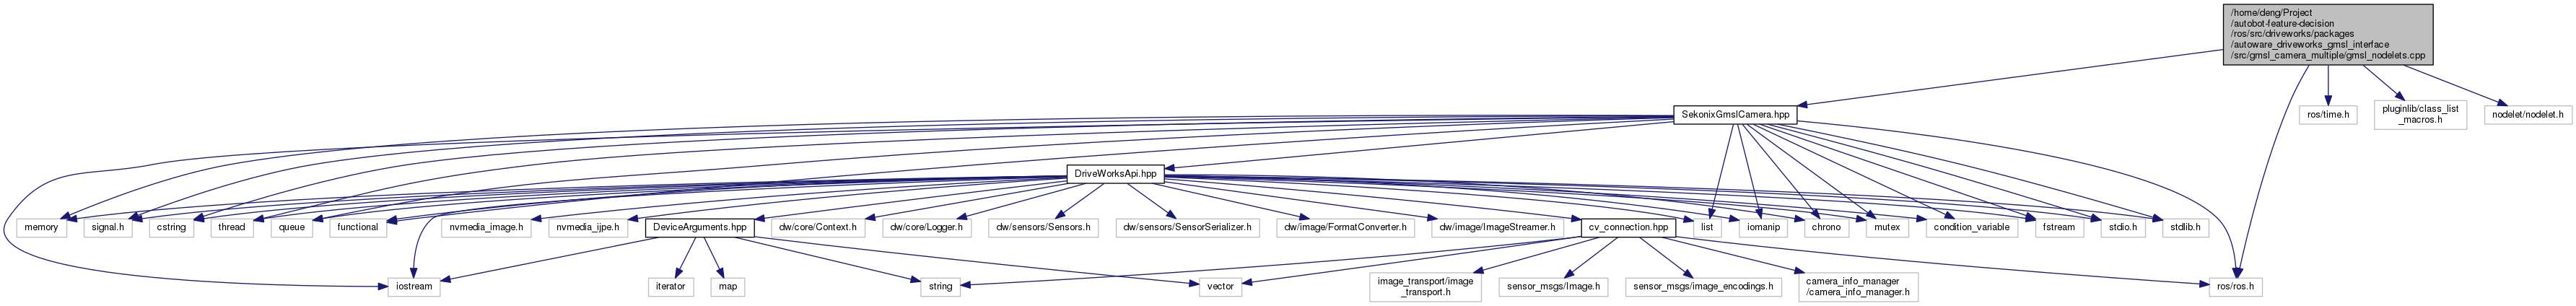 /home/deng/Project
/autobot-feature-decision
/ros/src/driveworks/packages
/autoware_driveworks_gmsl_interface
/src/gmsl_camera_multiple/gmsl_nodelets.cpp
SekonixGmslCamera.hpp
ros/time.h
pluginlib/class_list
_macros.h
nodelet/nodelet.h
DriveWorksApi.hpp
memory
signal.h
cstring
thread
queue
functional
nvmedia_image.h
nvmedia_ijpe.h
DeviceArguments.hpp
dw/core/Context.h
dw/core/Logger.h
dw/sensors/Sensors.h
dw/sensors/SensorSerializer.h
dw/image/FormatConverter.h
dw/image/ImageStreamer.h
cv_connection.hpp
list
iomanip
chrono
mutex
condition_variable
fstream
stdio.h
stdlib.h
iostream
iterator
map
string
vector
image_transport/image
_transport.h
sensor_msgs/Image.h
sensor_msgs/image_encodings.h
camera_info_manager
/camera_info_manager.h
ros/ros.h